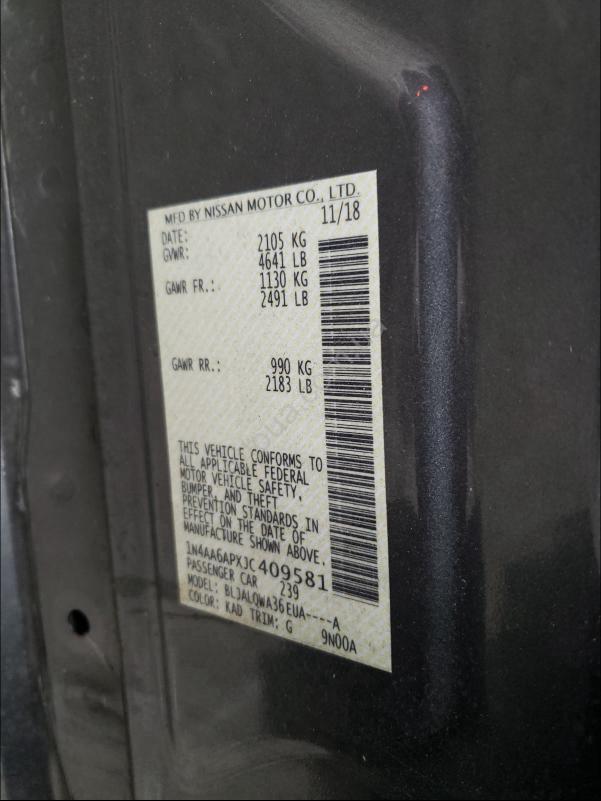 MFD BY NISSAN MOTOR CO., LTD.
DATE: 11/18
GVWR: 2105 KG
4641 LB
GAWR FR.: 1130 KG
2491 LB
GAWR RR.: 990 KG
2183 LB
THIS VEHICLE CONFORMS TO
ALL APPLICABLE FEDERAL
MOTOR VEHICLE SAFETY,
BUMPER, AND THEFT
PREVENTION STANDARDS IN
EFFECT ON THE DATE OF
MANUFACTURE SHOWN ABOVE.
1N4AA6APXJC409581
PASSENGER CAR 239
MODEL: BLJALQWA36EUA----A
COLOR: KAD TRIM: G 9N00A